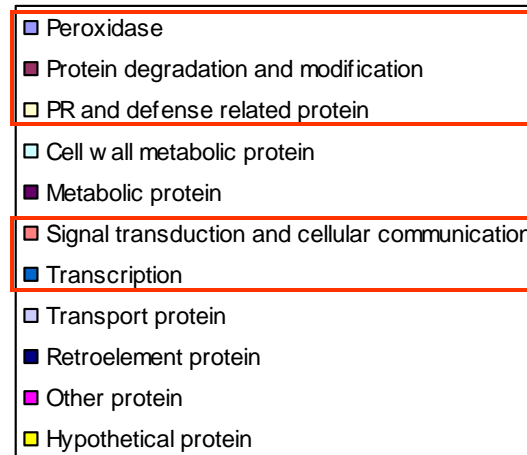 Peroxidase
Protein degradation and modification
PR and defense related protein
Cell wall metabolic protein
Metabolic protein
Signal transduction and cellular communication
Transcription
Transport protein
Retroelement protein
Other protein
Hypothetical protein